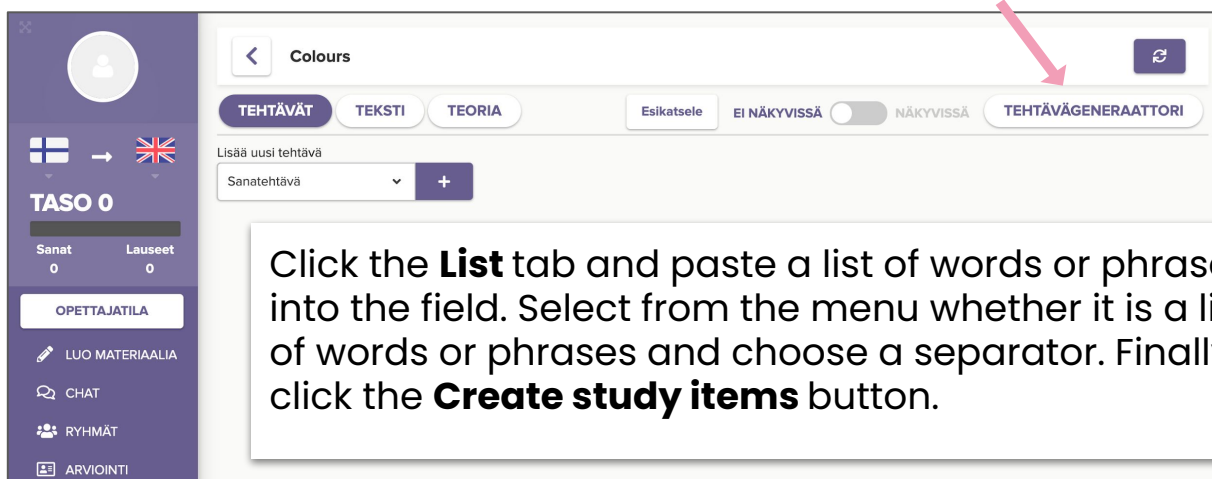 Colours
TEHTÄVÄT TEKSTI TEORIA Esikatsele EI NÄKYVISSÄ NÄKYVISSÄ TEHTÄVÄGENERAATTORI
Lisää uusi tehtävä
Sanatehtävä +
TASO 0
Sanat Lauseet
0 0
OPETTAJATILA
LUO MATERIAALIA
CHAT
RYHMÄT
ARVIOINTI
Click the List tab and paste a list of words or phrase
into the field. Select from the menu whether it is a li
of words or phrases and choose a separator. Finall
click the Create study items button.